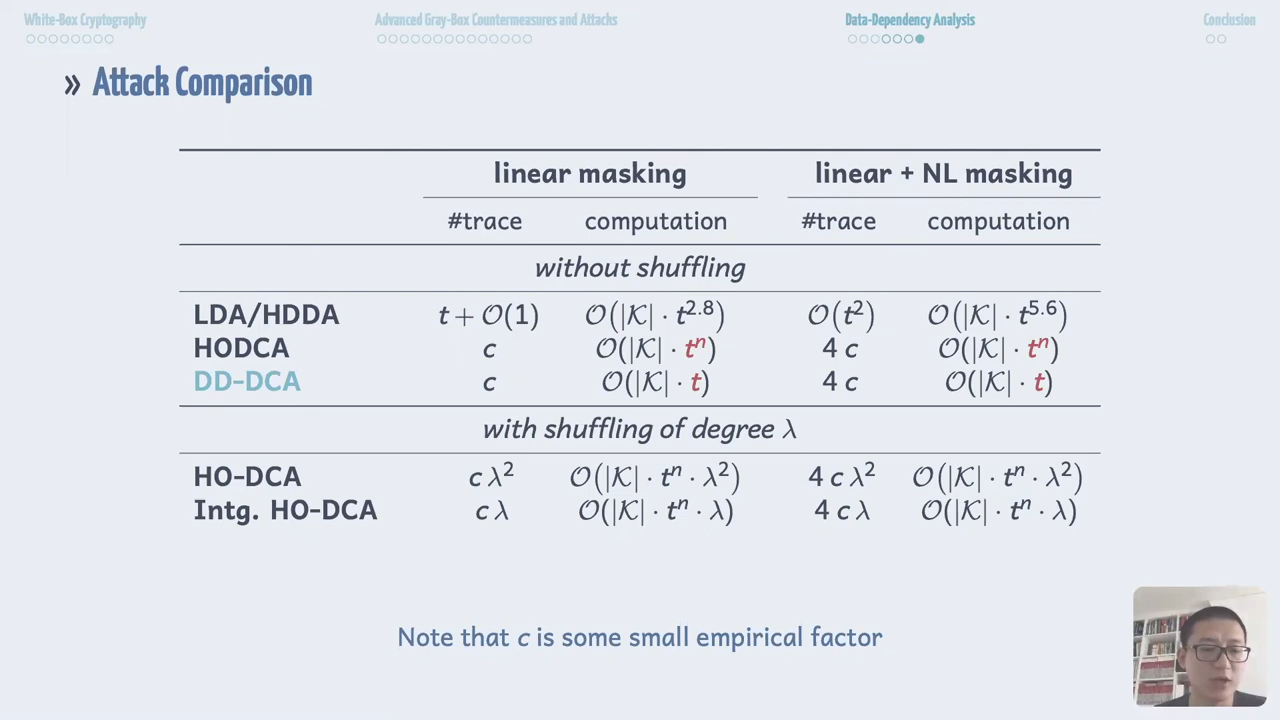 White-Box Cryptography Advanced Gray-Box Countermeasures and Attacks Data-Dependency Analysis Conclusion
» Attack Comparison
linear masking linear + NL masking
#trace computation #trace computation
without shuffling
LDA/HDDA t + 𝒪(1) 𝒪(|𝒦| · t^2.8) 𝒪(t^2) 𝒪(|𝒦| · t^5.6)
HODCA c 𝒪(|𝒦| · t^n) 4 c 𝒪(|𝒦| · t^n)
DD-DCA c 𝒪(|𝒦| · t) 4 c 𝒪(|𝒦| · t)
with shuffling of degree λ
HO-DCA c λ^2 𝒪(|𝒦| · t^n · λ^2) 4 c λ^2 𝒪(|𝒦| · t^n · λ^2)
Intg. HO-DCA c λ 𝒪(|𝒦| · t^n · λ) 4 c λ 𝒪(|𝒦| · t^n · λ)
Note that c is some small empirical factor